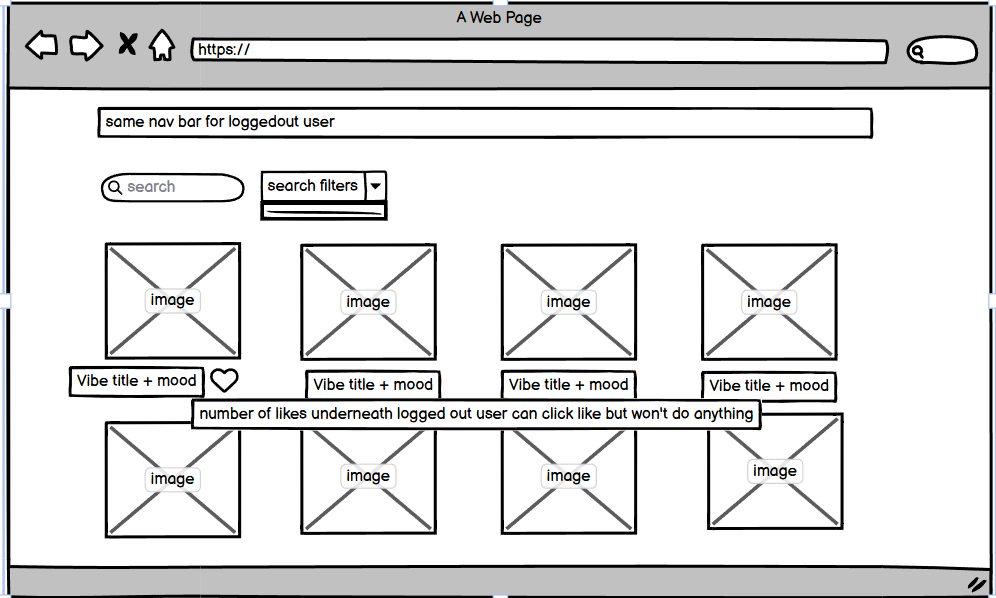 A Web Page
https://
same nav bar for loggedout user
search
search filters
image
image
image
image
Vibe title + mood
Vibe title + mood
Vibe title + mood
Vibe title + mood
number of likes underneath logged out user can click like but won't do anything
image
image
image
image